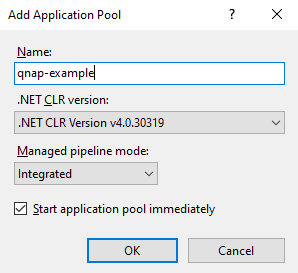 Add Application Pool
Name:
qnap-example
.NET CLR version:
.NET CLR Version v4.0.30319
Managed pipeline mode:
Integrated
Start application pool immediately
OK
Cancel